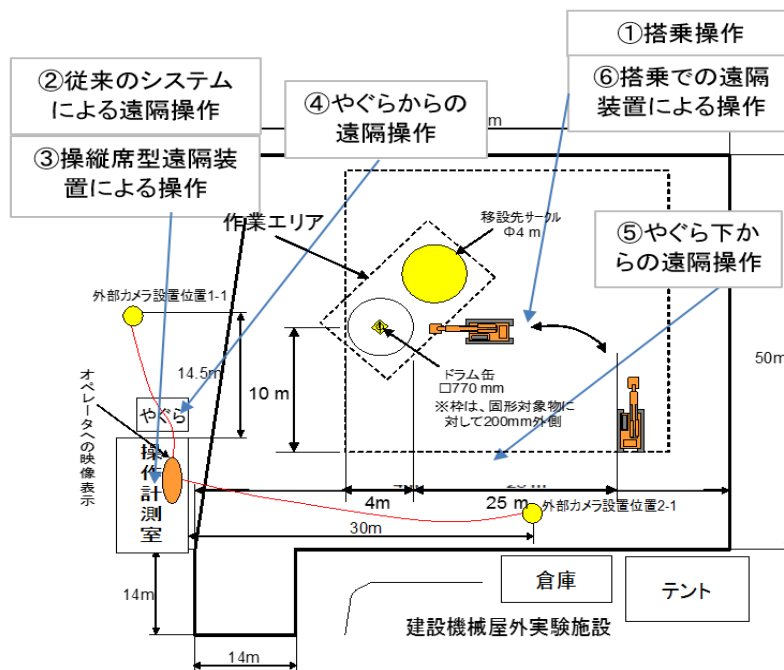 ①搭乗操作
⑥搭乗での遠隔
装置による操作
②従来のシステム
による遠隔操作
③操縦席型遠隔装
置による操作
④やぐらからの
遠隔操作
m
作業エリア
移設先サークル
Φ4 m
⑤やぐら下か
らの遠隔操作
外部カメラ設置位置1-1
14.5m
10 m
ドラム缶
□770 mm
※枠は、固形対象物に
対して200mm外側
50m
オペレータへの映像表示
やぐら
操作計測室
4m
25 m
30m
外部カメラ設置位置2-1
14m
14m
倉庫
テント
建設機械屋外実験施設